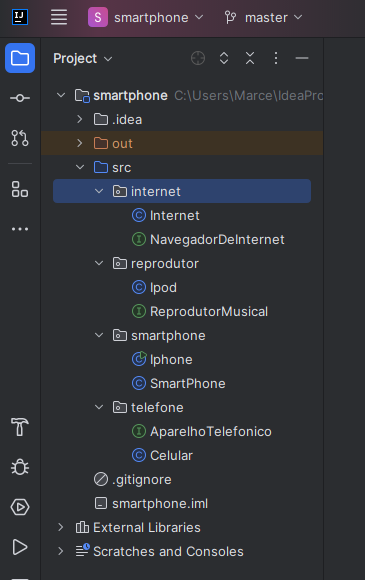 IJ
S smartphone master
Project
smartphone C:\Users\Marce\IdeaPro
.idea
out
src
internet
C Internet
I NavegadorDeInternet
reprodutor
C Ipod
I ReprodutorMusical
smartphone
C Iphone
C SmartPhone
telefone
I AparelhoTelefonico
C Celular
.gitignore
smartphone.iml
External Libraries
Scratches and Consoles